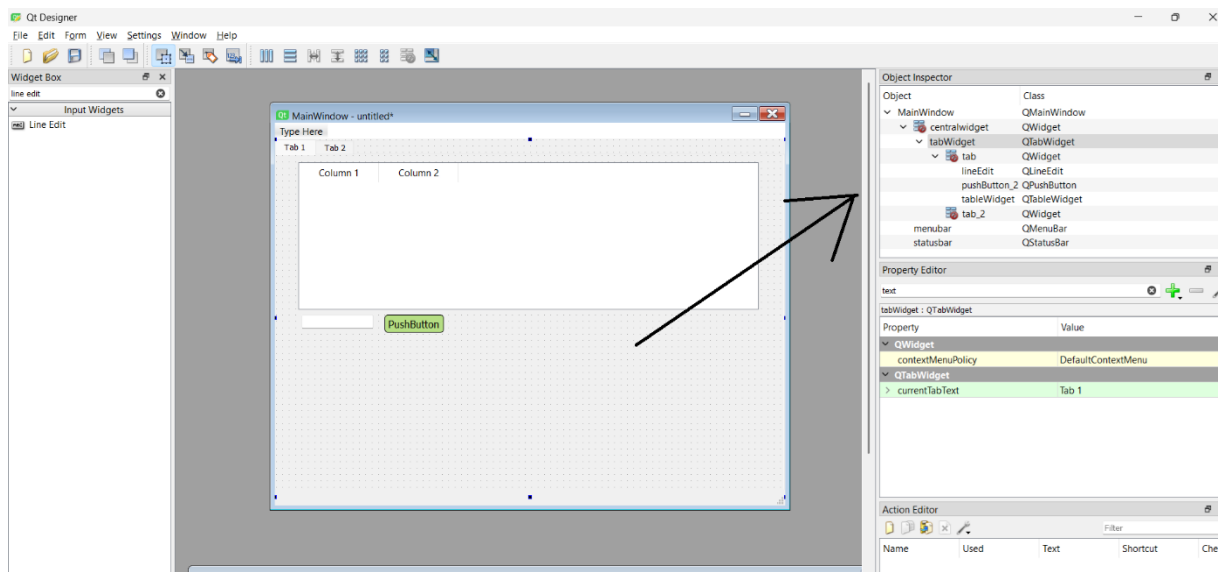 Qt Designer
File Edit Form View Settings Window Help
Widget Box
line edit
Input Widgets
Line Edit
MainWindow - untitled*
Type Here
Tab 1 Tab 2
Column 1 Column 2
PushButton
Object Inspector
Object Class
MainWindow QMainWindow
centralwidget QWidget
tabWidget QTabWidget
tab QWidget
lineEdit QLineEdit
pushButton_2 QPushButton
tableWidget QTableWidget
tab_2 QWidget
menubar QMenuBar
statusbar QStatusBar
Property Editor
text
tabWidget : QTabWidget
Property Value
QWidget
contextMenuPolicy DefaultContextMenu
QTabWidget
currentTabText Tab 1
Action Editor
Filter
Name Used Text Shortcut Che